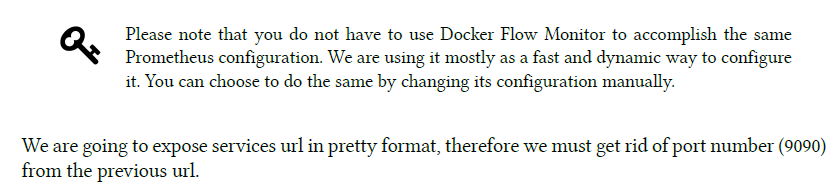 Please note that you do not have to use Docker Flow Monitor to accomplish the same
Prometheus configuration. We are using it mostly as a fast and dynamic way to configure
it. You can choose to do the same by changing its configuration manually.
We are going to expose services url in pretty format, therefore we must get rid of port number (9090)
from the previous url.